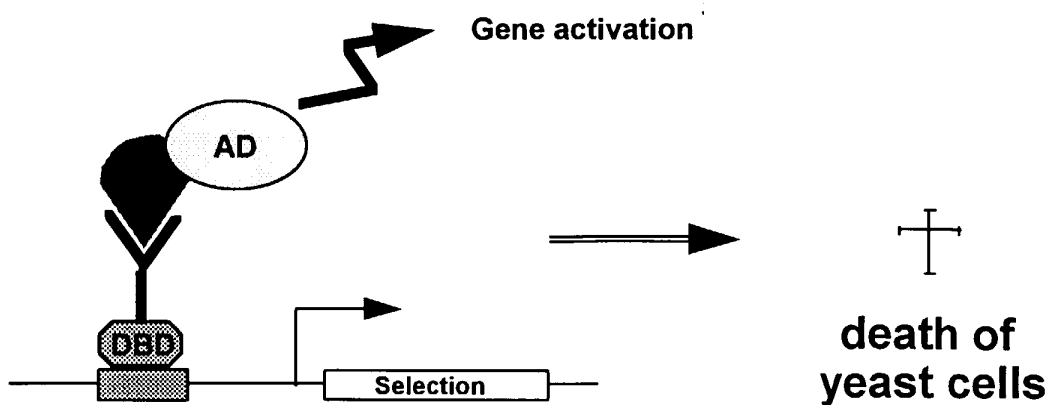 Gene activation
AD
DBD
Selection
death of
yeast cells